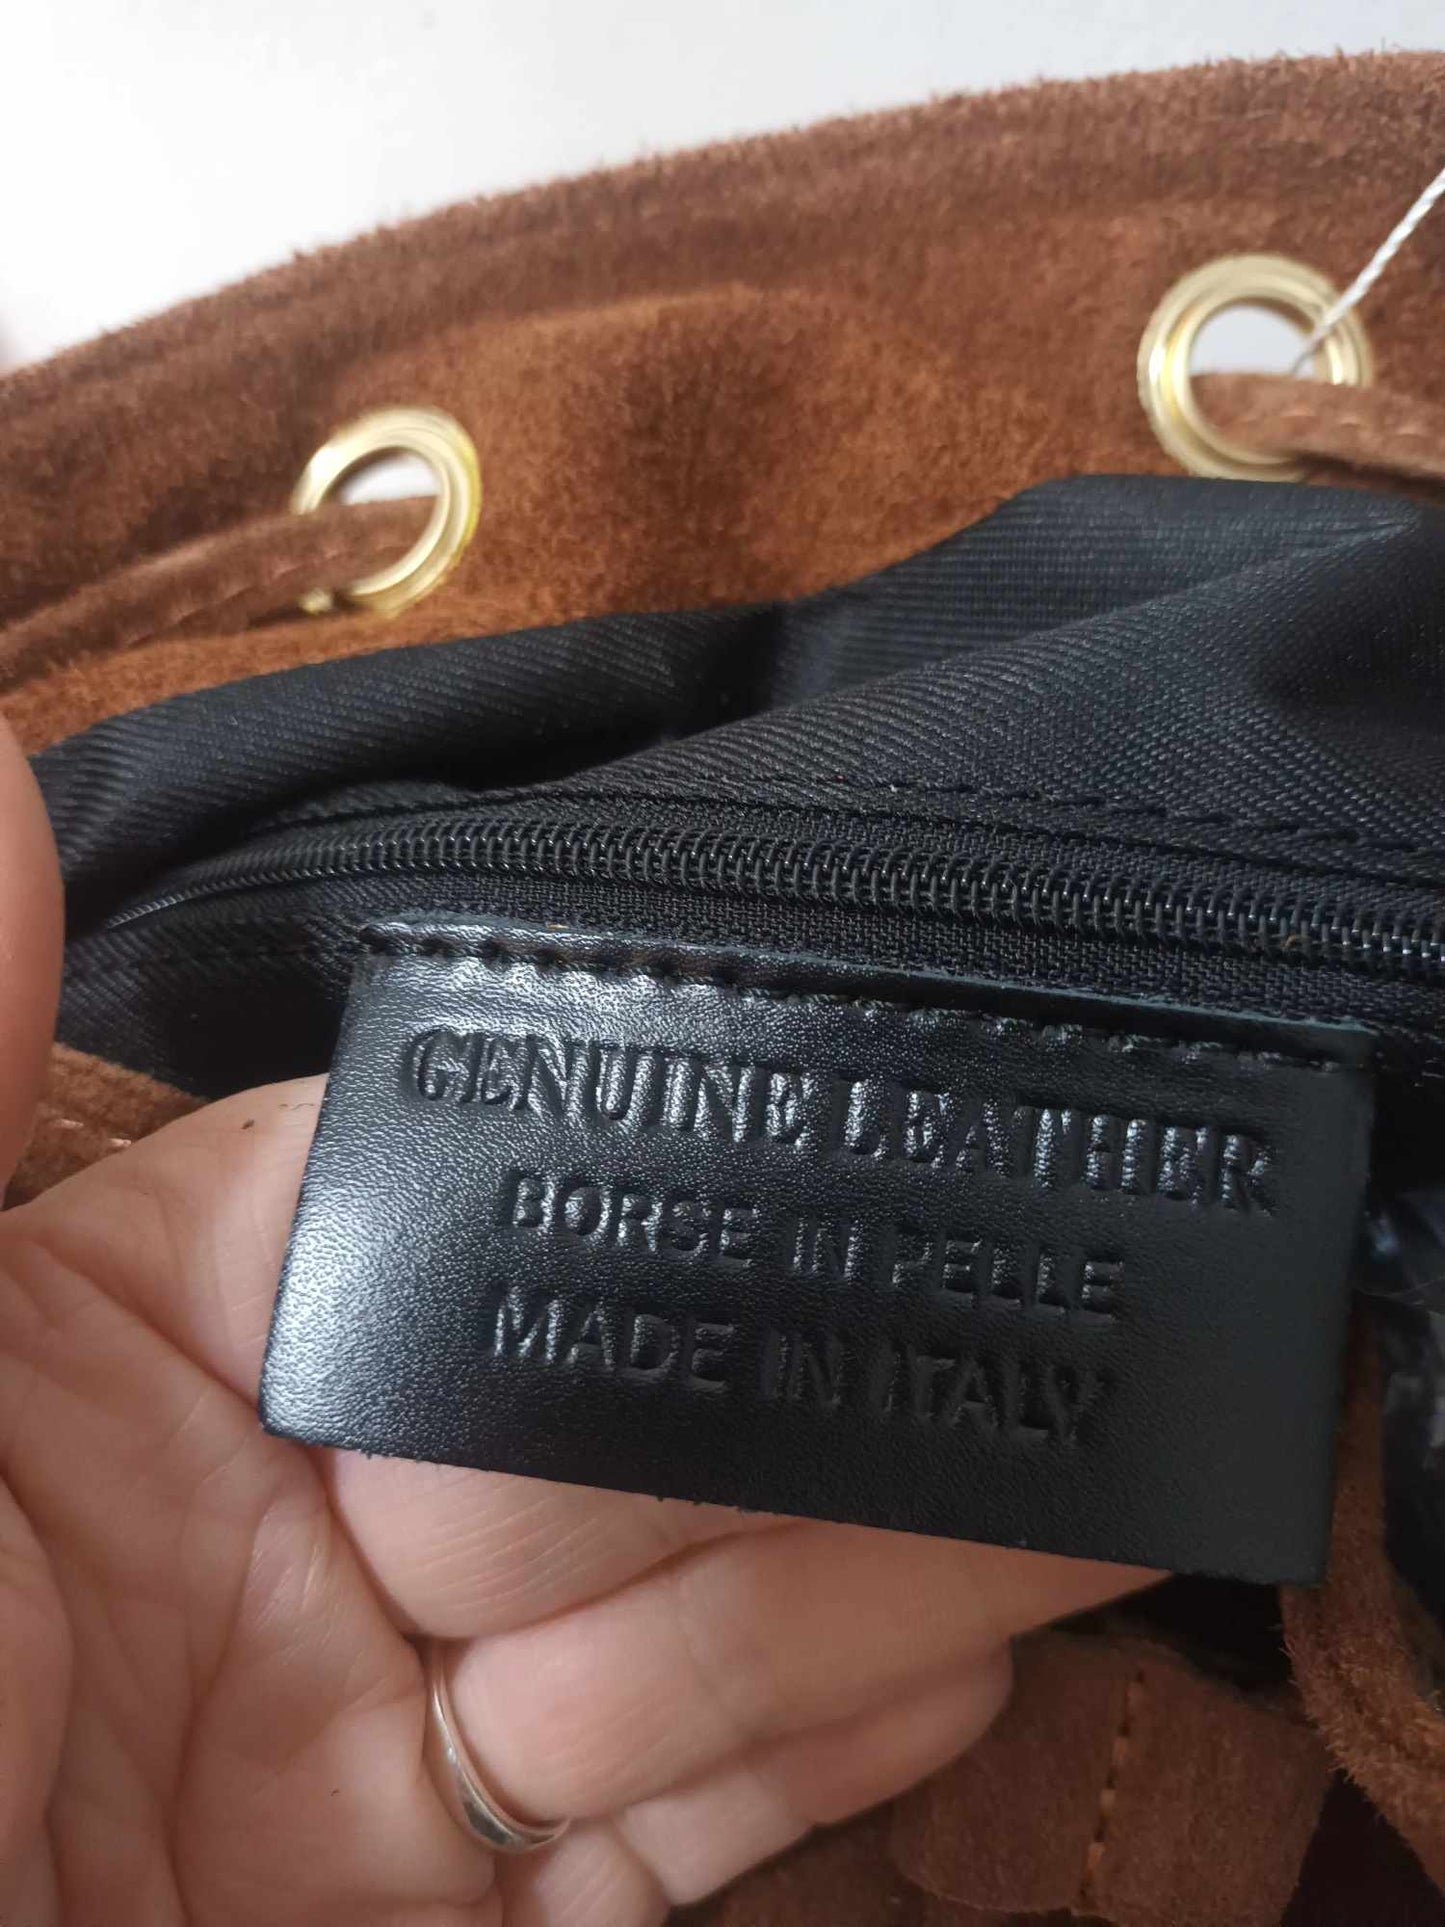 GENUINE LEATHER
BORSE IN PELLE
MADE IN ITALY